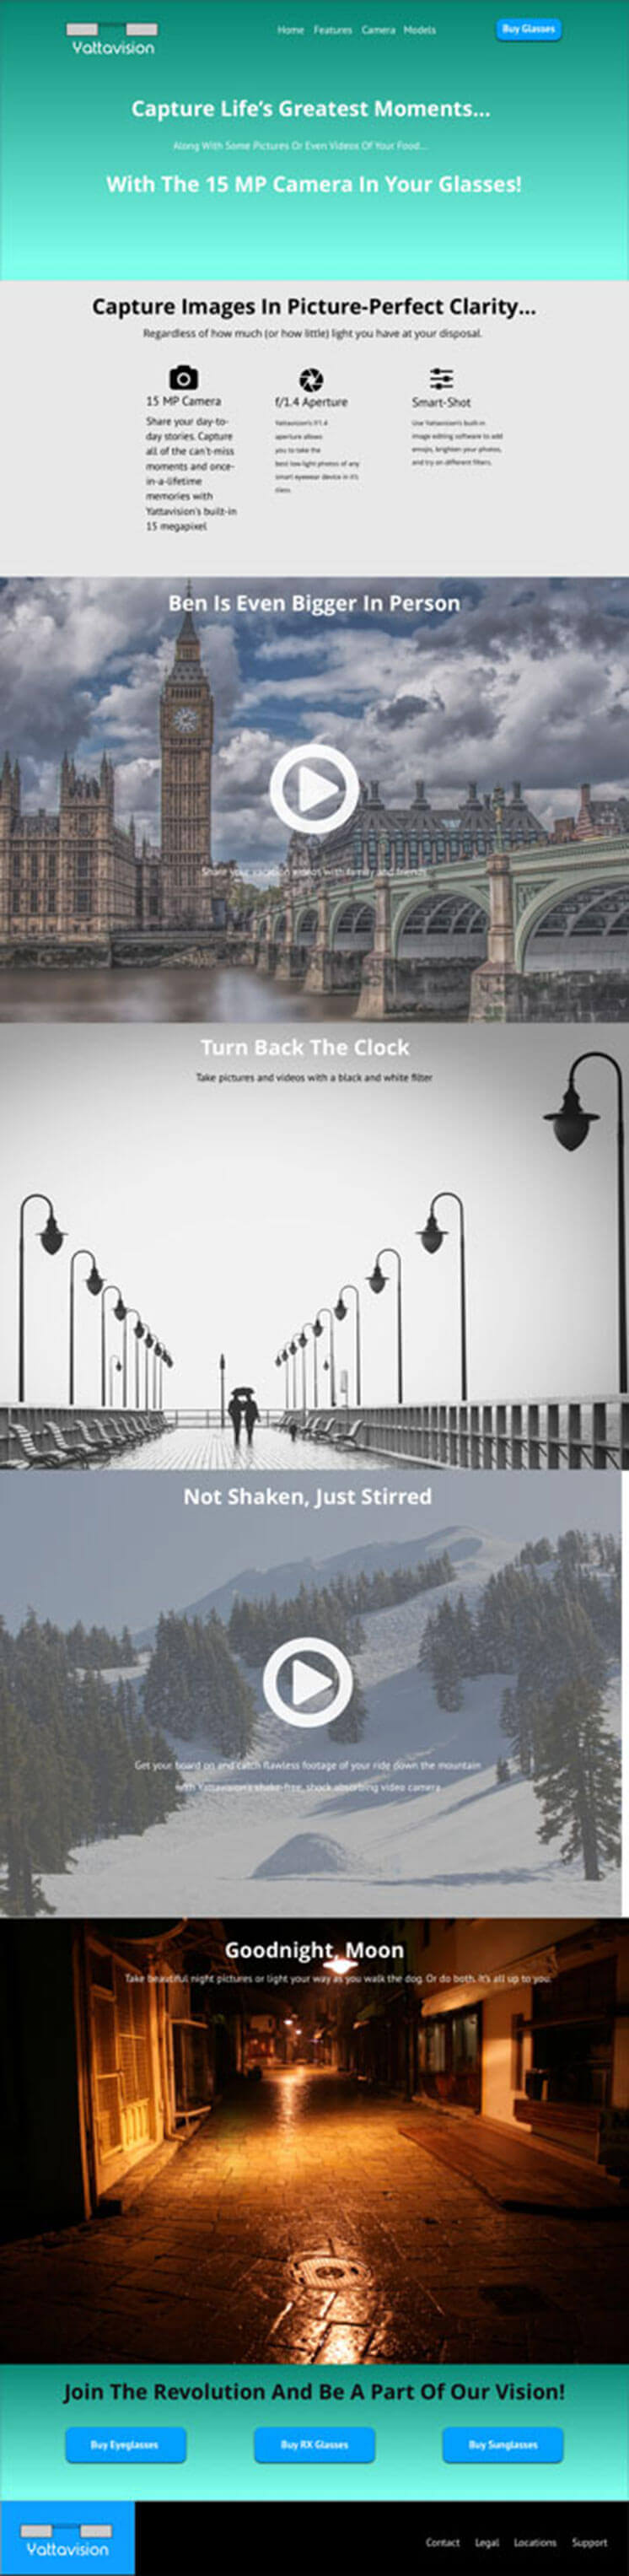 Yattavision
Home Features Camera Models
Buy Glasses
Capture Life's Greatest Moments...
Along With Some Pictures Or Even Videos Of Your Food...
With The 15 MP Camera In Your Glasses!
Capture Images In Picture-Perfect Clarity...
Regardless of how much (or how little) light you have at your disposal.
15 MP Camera
Share your day-to-
day stories. Capture
all of the can't-miss
moments and once-
in-a-lifetime
memories with
Yattavision's built-in
15 megapixel
f/1.4 Aperture
Yattavision's f/1.4
aperture allows
you to take the
best low-light photos of any
smart eyewear device in it's
class.
Smart-Shot
Use Yattavision's built-in
image editing software to add
emojis, brighten your photos,
and try on different filters.
Ben Is Even Bigger In Person
Share your vacation videos with family and friends
Turn Back The Clock
Take pictures and videos with a black and white filter
Not Shaken, Just Stirred
Get your board on and catch flawless footage of your ride down the mountain
with Yattavision's shake-free, shock absorbing video camera
Goodnight, Moon
Take beautiful night pictures or light your way as you walk the dog. Or do both. It's all up to you.
Join The Revolution And Be A Part Of Our Vision!
Buy Eyeglasses
Buy RX Glasses
Buy Sunglasses
Yattavision
Contact Legal Locations Support